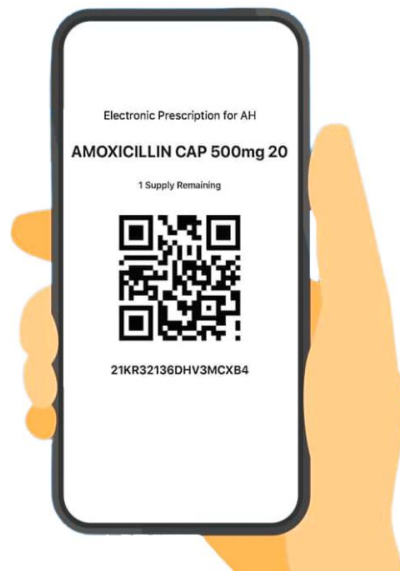 Electronic Prescription for AH
AMOXICILLIN CAP 500mg 20
1 Supply Remaining
21KR32136DHV3MCXB4